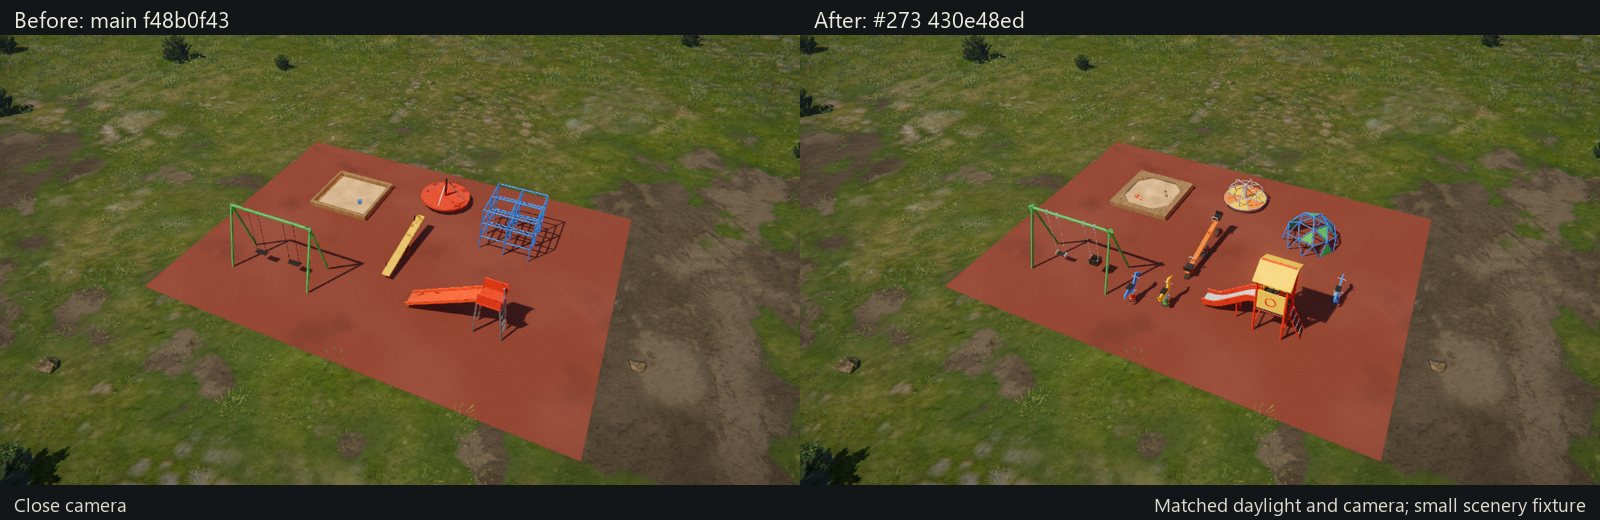 Before: main f48b0f43
After: #273 430e48ed
Close camera
Matched daylight and camera; small scenery fixture